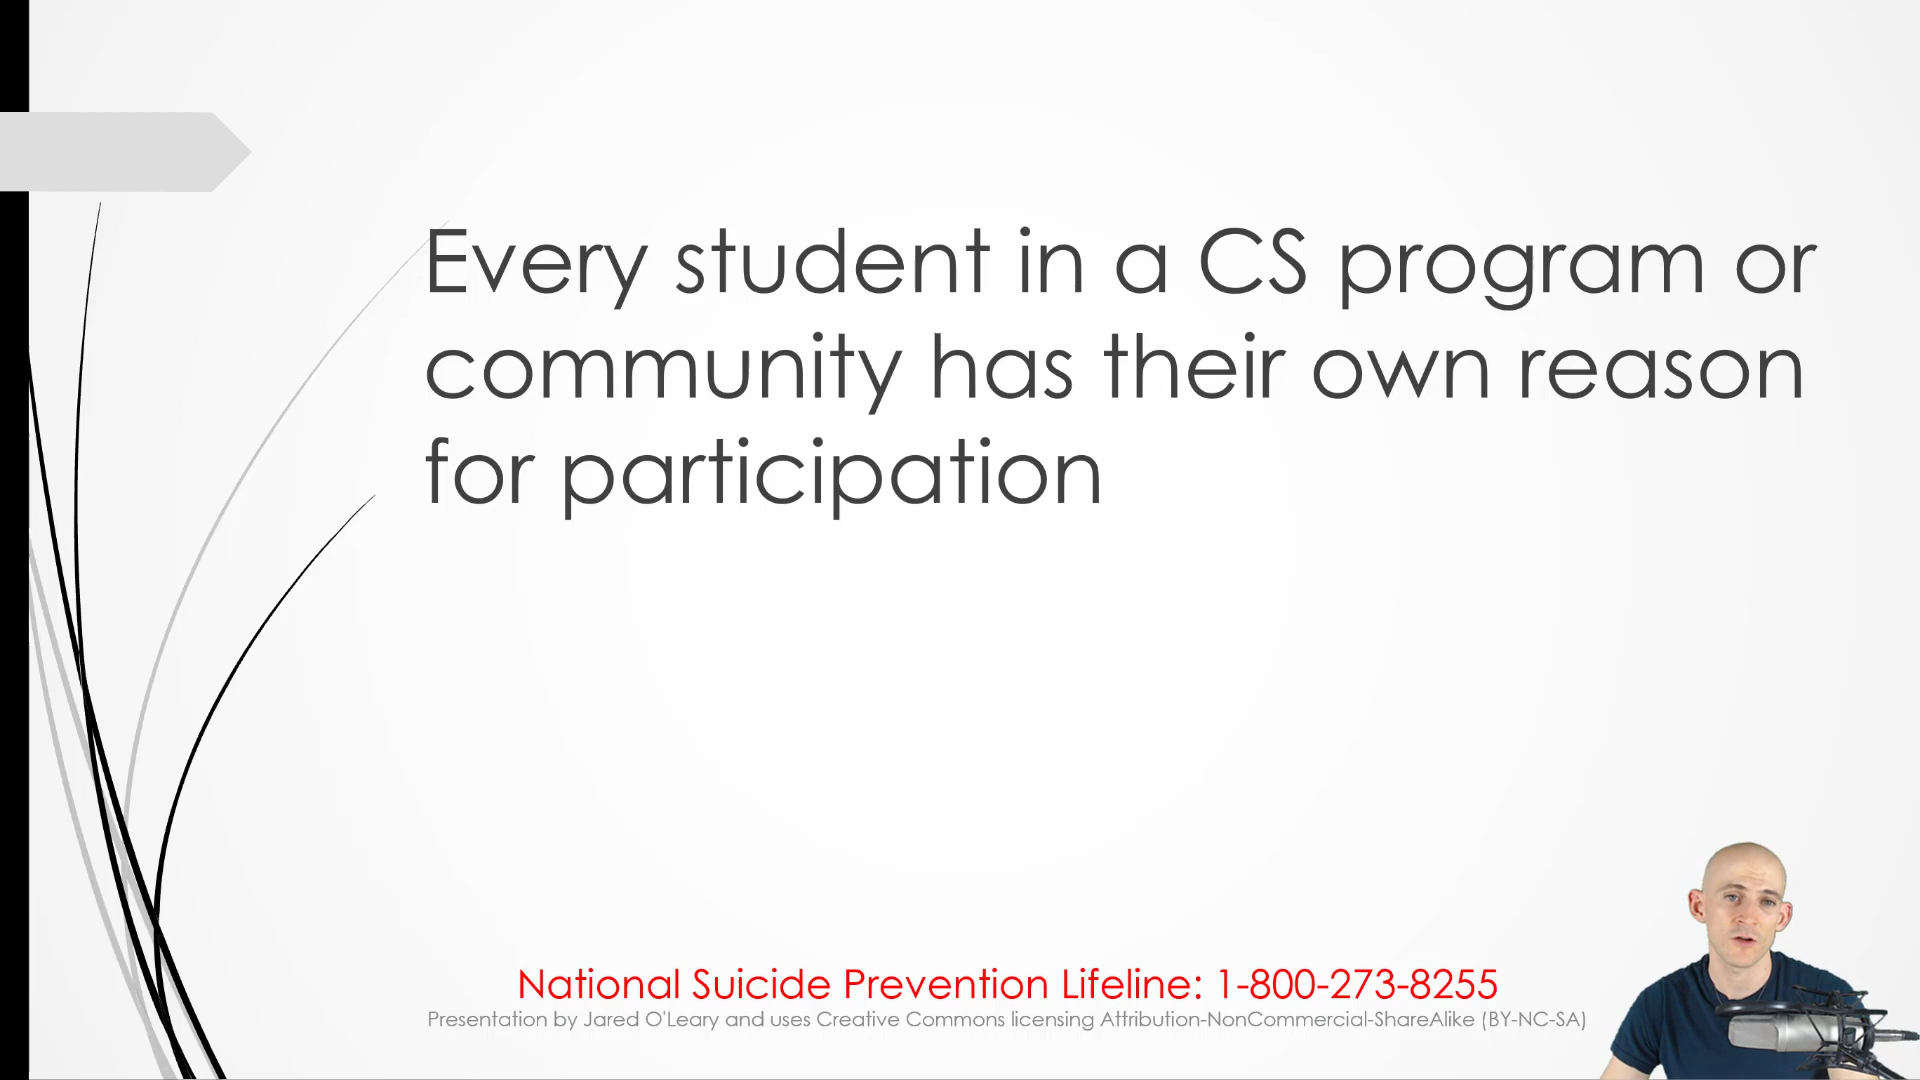 Every student in a CS program or
community has their own reason
for participation
National Suicide Prevention Lifeline: 1-800-273-8255
Presentation by Jared O'Leary and uses Creative Commons licensing Attribution-NonCommercial-ShareAlike (BY-NC-SA)